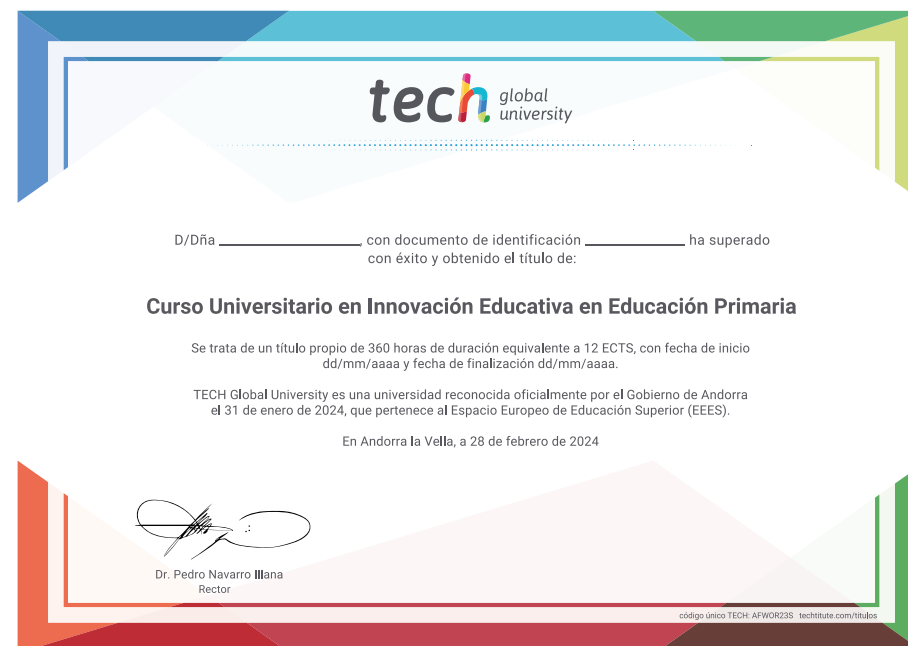 tech global university
D/Dña ____________________, con documento de identificación ______________ ha superado
con éxito y obtenido el título de:
Curso Universitario en Innovación Educativa en Educación Primaria
Se trata de un título propio de 360 horas de duración equivalente a 12 ECTS, con fecha de inicio
dd/mm/aaaa y fecha de finalización dd/mm/aaaa.
TECH Global University es una universidad reconocida oficialmente por el Gobierno de Andorra
el 31 de enero de 2024, que pertenece al Espacio Europeo de Educación Superior (EEES).
En Andorra la Vella, a 28 de febrero de 2024
Dr. Pedro Navarro Illana
Rector
código único TECH: AFWOR23S techtitute.com/titulos